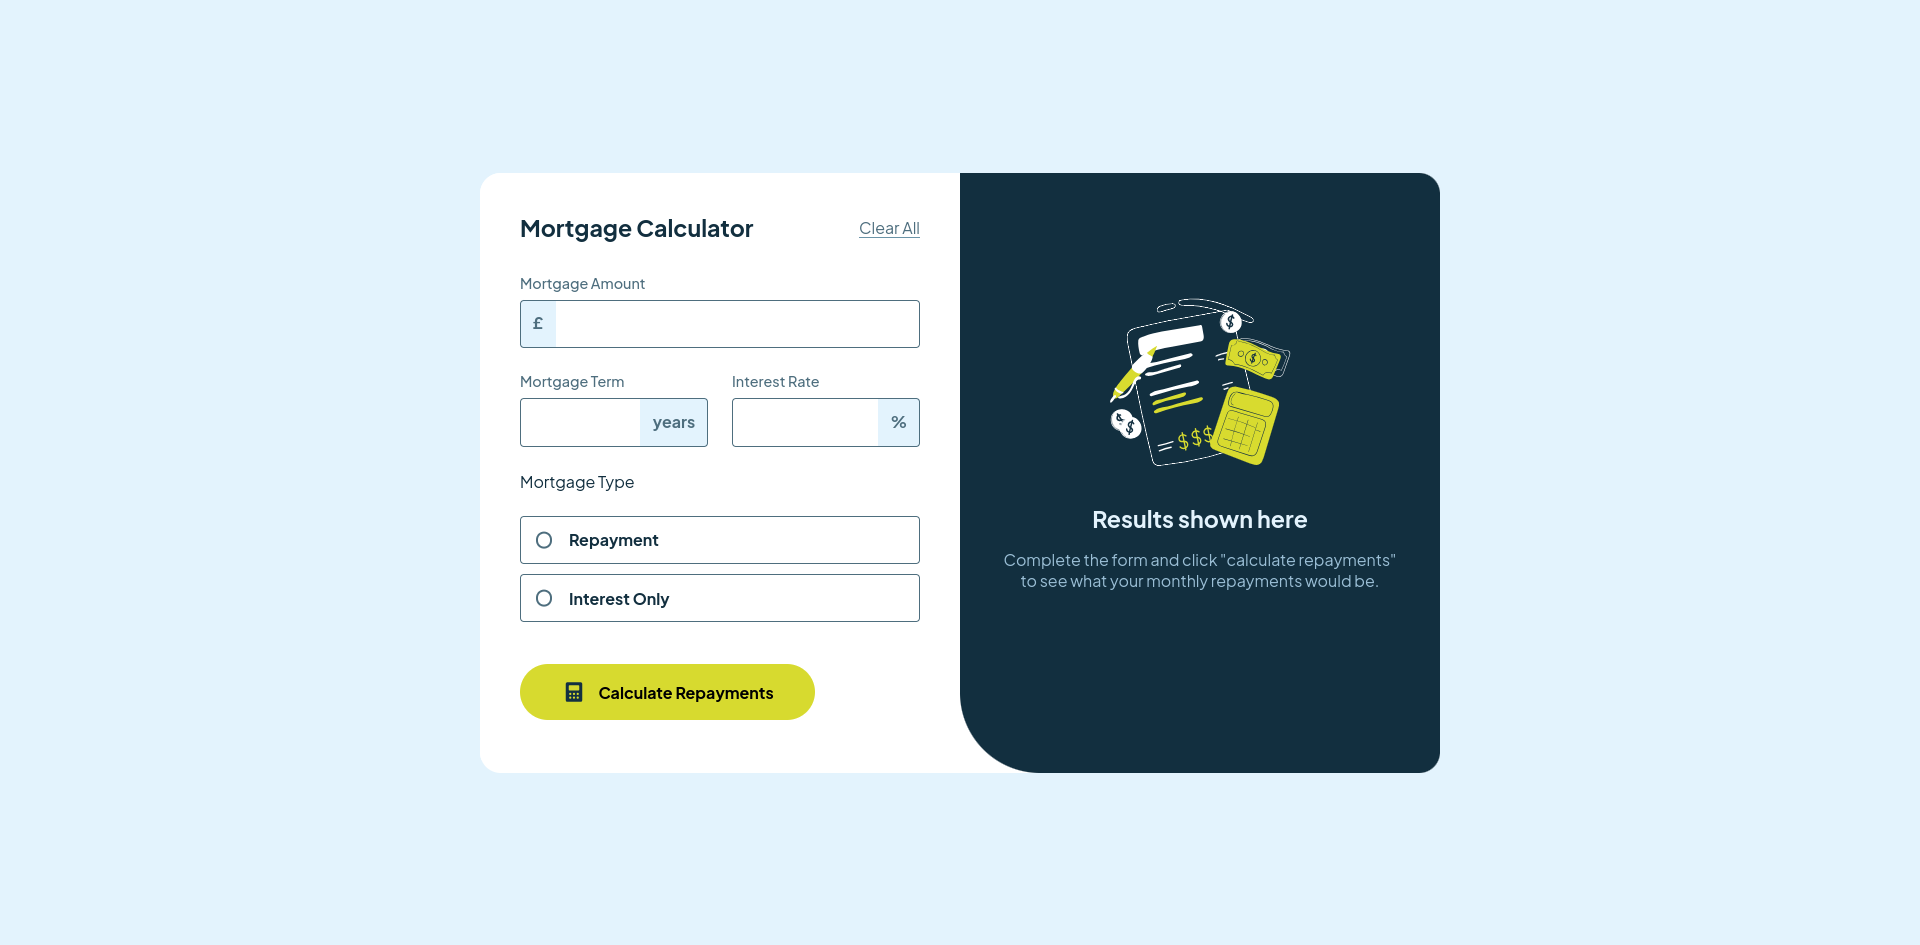 Mortgage Calculator
Clear All
Mortgage Amount
£
Mortgage Term
Interest Rate
years
%
Mortgage Type
Repayment
Interest Only
Calculate Repayments
$
$
$
$
$$$
Results shown here
Complete the form and click "calculate repayments"
to see what your monthly repayments would be.